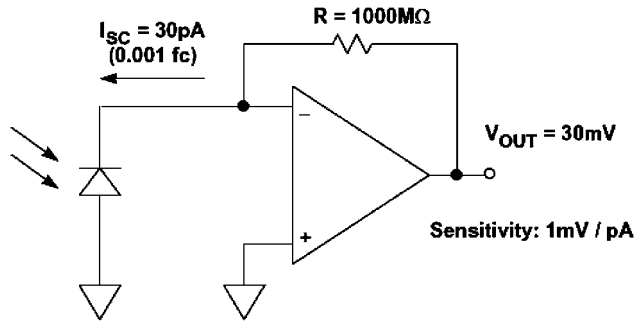 R = 1000MΩ
I_SC = 30pA
(0.001 fc)
−
+
V_OUT = 30mV
Sensitivity: 1mV / pA